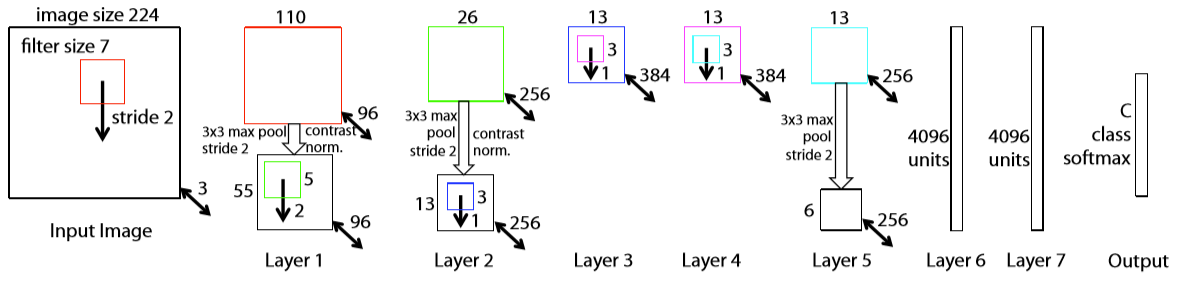 image size 224
filter size 7
stride 2
3
Input Image
110
96
3x3 max pool
stride 2
contrast
norm.
55
5
2
96
Layer 1
26
256
3x3 max
pool
stride 2
contrast
norm.
13
3
1
256
Layer 2
13
3
1
384
Layer 3
13
3
1
384
Layer 4
13
256
3x3 max
pool
stride 2
6
256
Layer 5
4096
units
Layer 6
4096
units
Layer 7
C
class
softmax
Output